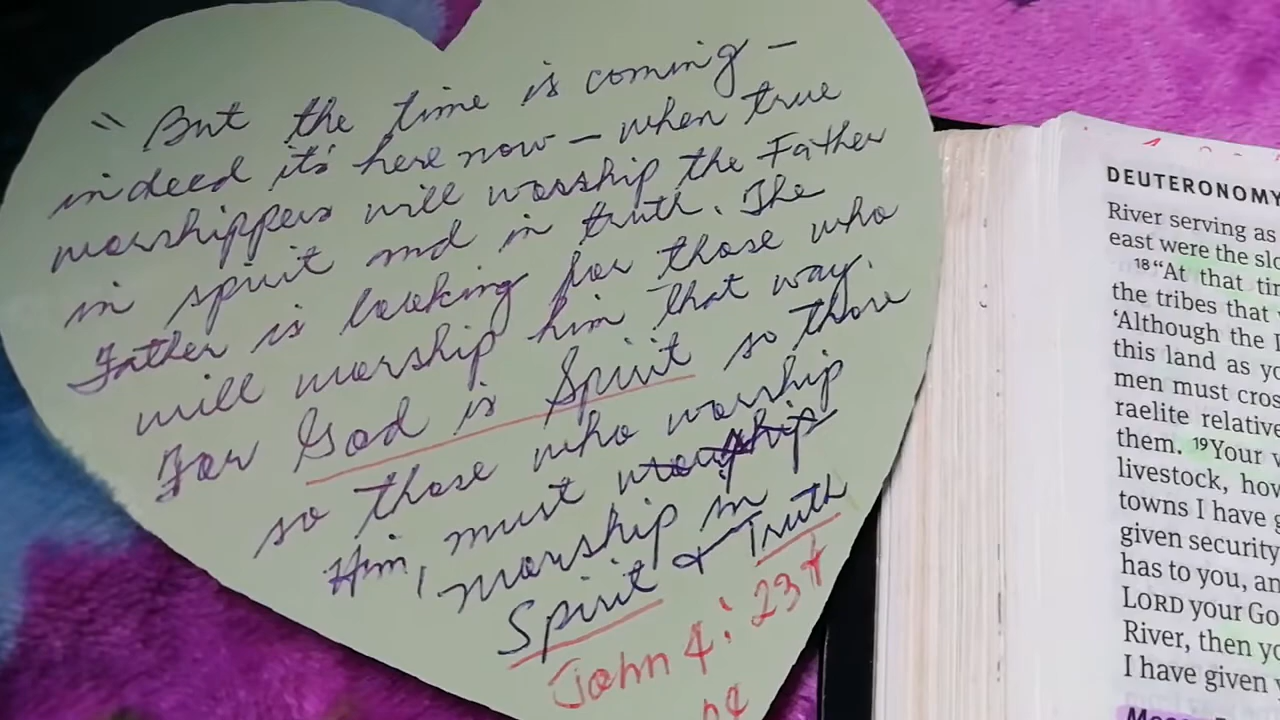 " But the time is coming –
indeed it's here now – when true
worshippers will worship the Father
in spirit and in truth. The
Father is looking for those who
will worship him that way.
For God is Spirit so those
so those who worship
Him, must worship
worship in
Spirit & Truth
John 4: 23 +
DEUTERONOMY
River serving as
east were the slo
18 "At that tim
the tribes that
'Although the
this land as yo
men must cros
raelite relative
them. 19 Your
livestock, how
towns I have g
given security
has to you, an
LORD your Go
River, then yo
I have given